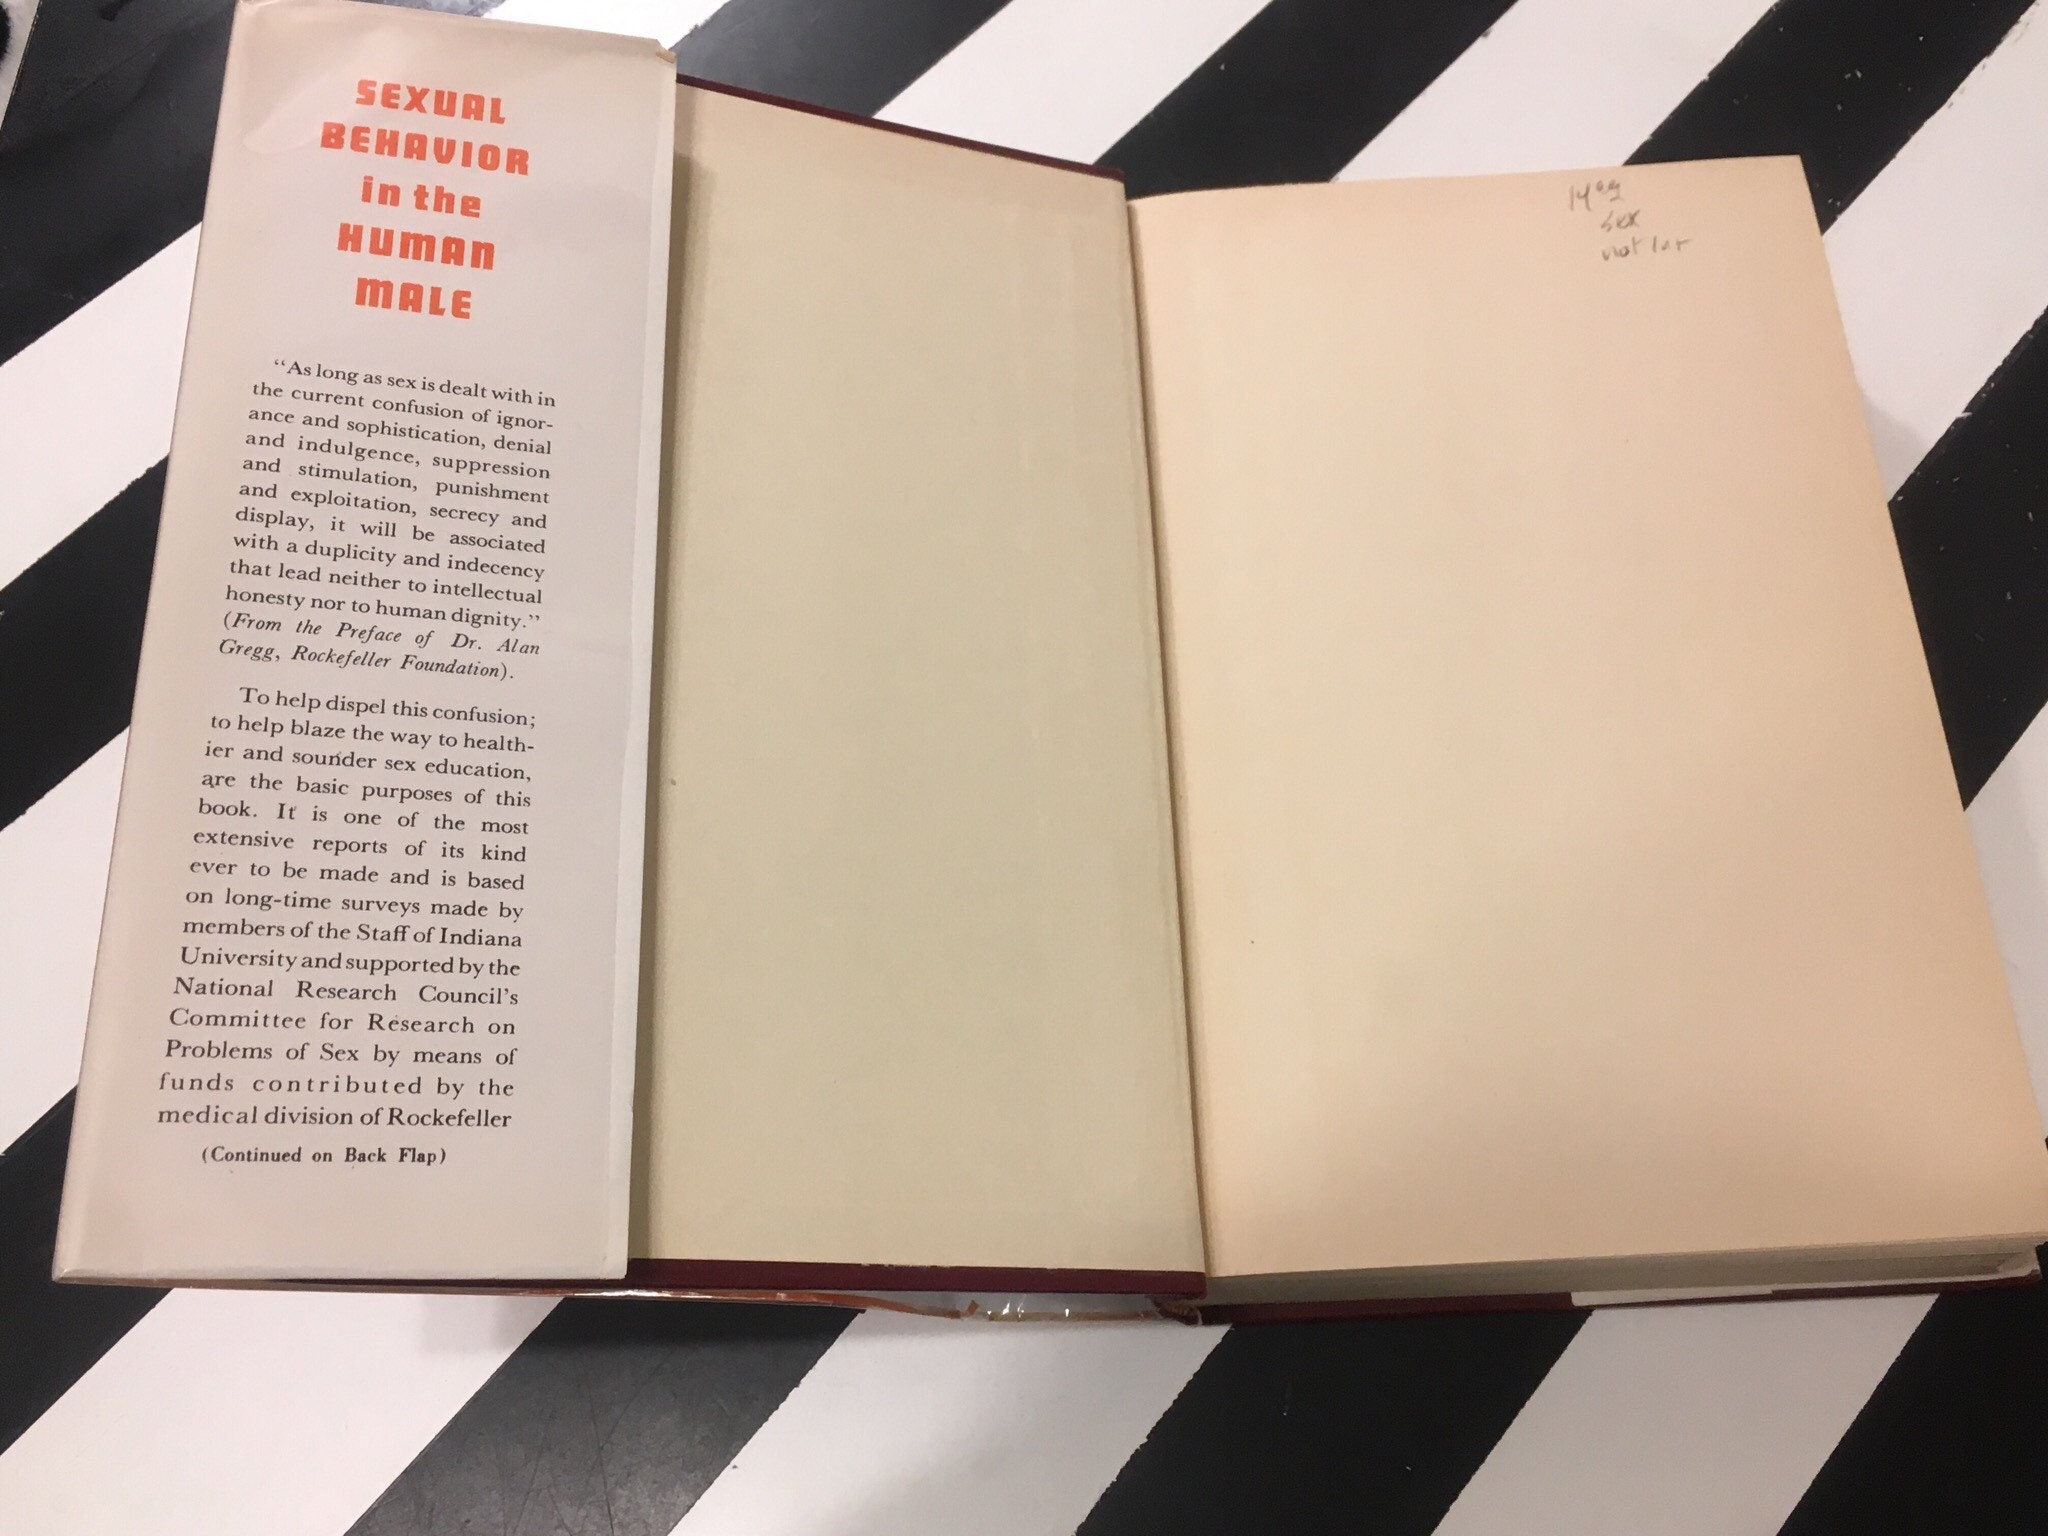 SEXUAL
BEHAVIOR
in the
HUMAN
MALE
“As long as sex is dealt with in
the current confusion of ignor-
ance and sophistication, denial
and indulgence, suppression
and stimulation, punishment
and exploitation, secrecy and
display, it will be associated
with a duplicity and indecency
that lead neither to intellectual
honesty nor to human dignity.”
(From the Preface of Dr. Alan
Gregg, Rockefeller Foundation).
To help dispel this confusion;
to help blaze the way to health-
ier and sounder sex education,
are the basic purposes of this
book. It is one of the most
extensive reports of its kind
ever to be made and is based
on long-time surveys made by
members of the Staff of Indiana
University and supported by the
National Research Council’s
Committee for Research on
Problems of Sex by means of
funds contributed by the
medical division of Rockefeller
(Continued on Back Flap)
sex